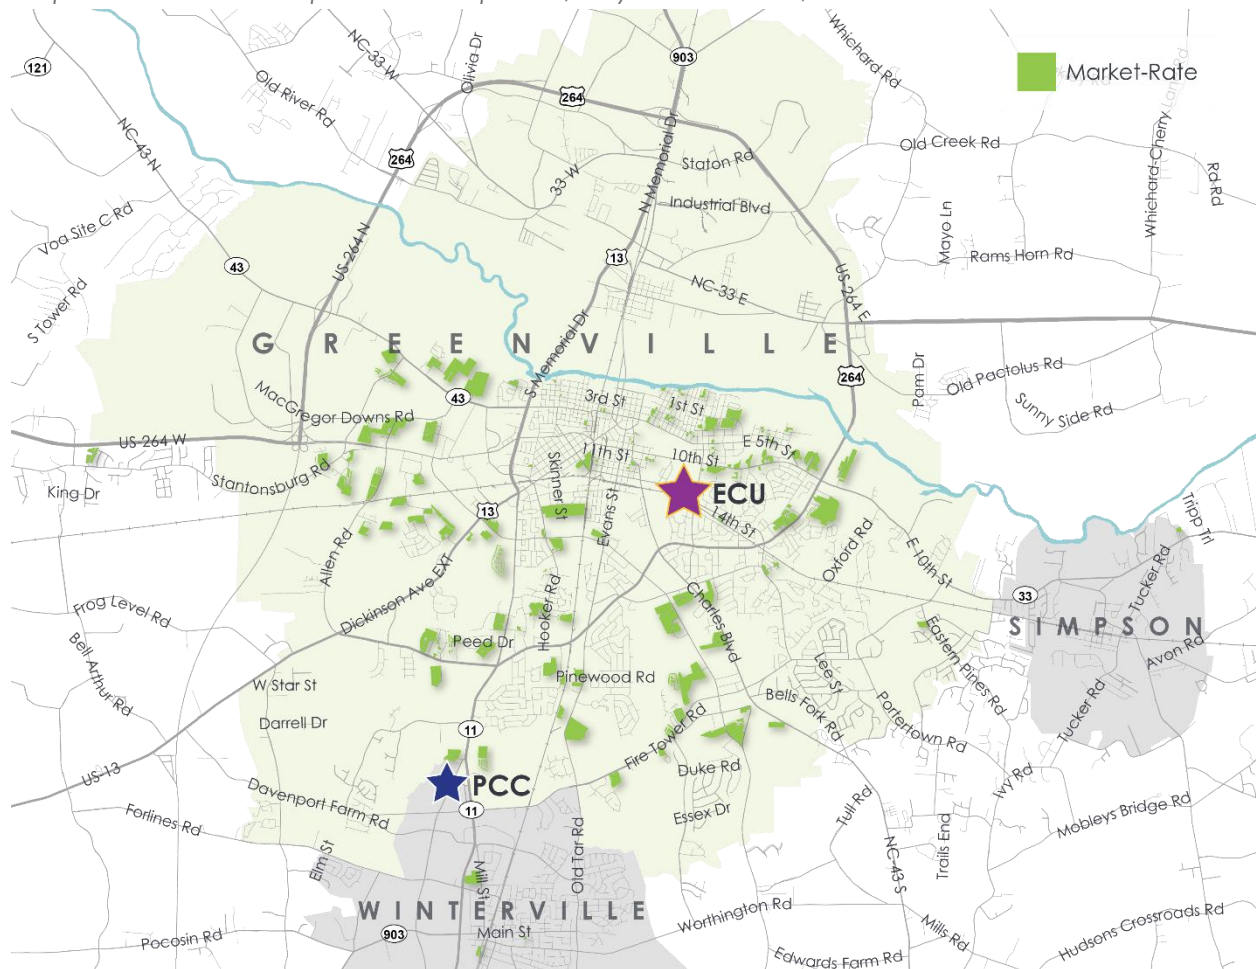 Market-Rate
121
NC-33-W
Olivia Dr
903
Whichard Rd
Old River Rd
264
264
NC-43-N
N Memorial Dr
Staton Rd
Old Creek Rd
Whichard-Cherry Lane Rd
Rd-Rd
33-W
Industrial Blvd
Mayo Ln
Voa Site C Rd
43
US-264 N
13
Rams Horn Rd
S Tower Rd
NC-33 E
US-264 E
GREENVILLE
S Memorial Dr
264
Pam Dr
Old Pactolus Rd
Sunny Side Rd
MacGregor Downs Rd
43
3rd St
1st St
US-264 W
11th St
10th St
E 5th St
King Dr
Stantonsburg Rd
Skinner St
Evans St
ECU
14th St
13
Oxford Rd
E 10th St
Tripp Trl
Allen Rd
Dickinson Ave EXT
Hooker Rd
Charles Blvd
33
Tucker Rd
Frog Level Rd
SIMPSON
Eastern Pines Rd
Avon Rd
Bell Arthur Rd
Peed Dr
Pinewood Rd
Lee St
W Star St
Bells Fork Rd
Portertown Rd
Tucker Rd
Darrell Dr
11
Fire Tower Rd
Duke Rd
US-13
PCC
Ivy Rd
Davenport Farm Rd
11
Essex Dr
Tull-Rd
Mobleys Bridge Rd
Forlines Rd
Elm St
Mill St
Old Tar Rd
Trails End
NC-43-S
WINTERVILLE
Worthington Rd
Pocosin Rd
903
Main St
Mills Rd
Hudsons Crossroads Rd
Edwards Farm Rd